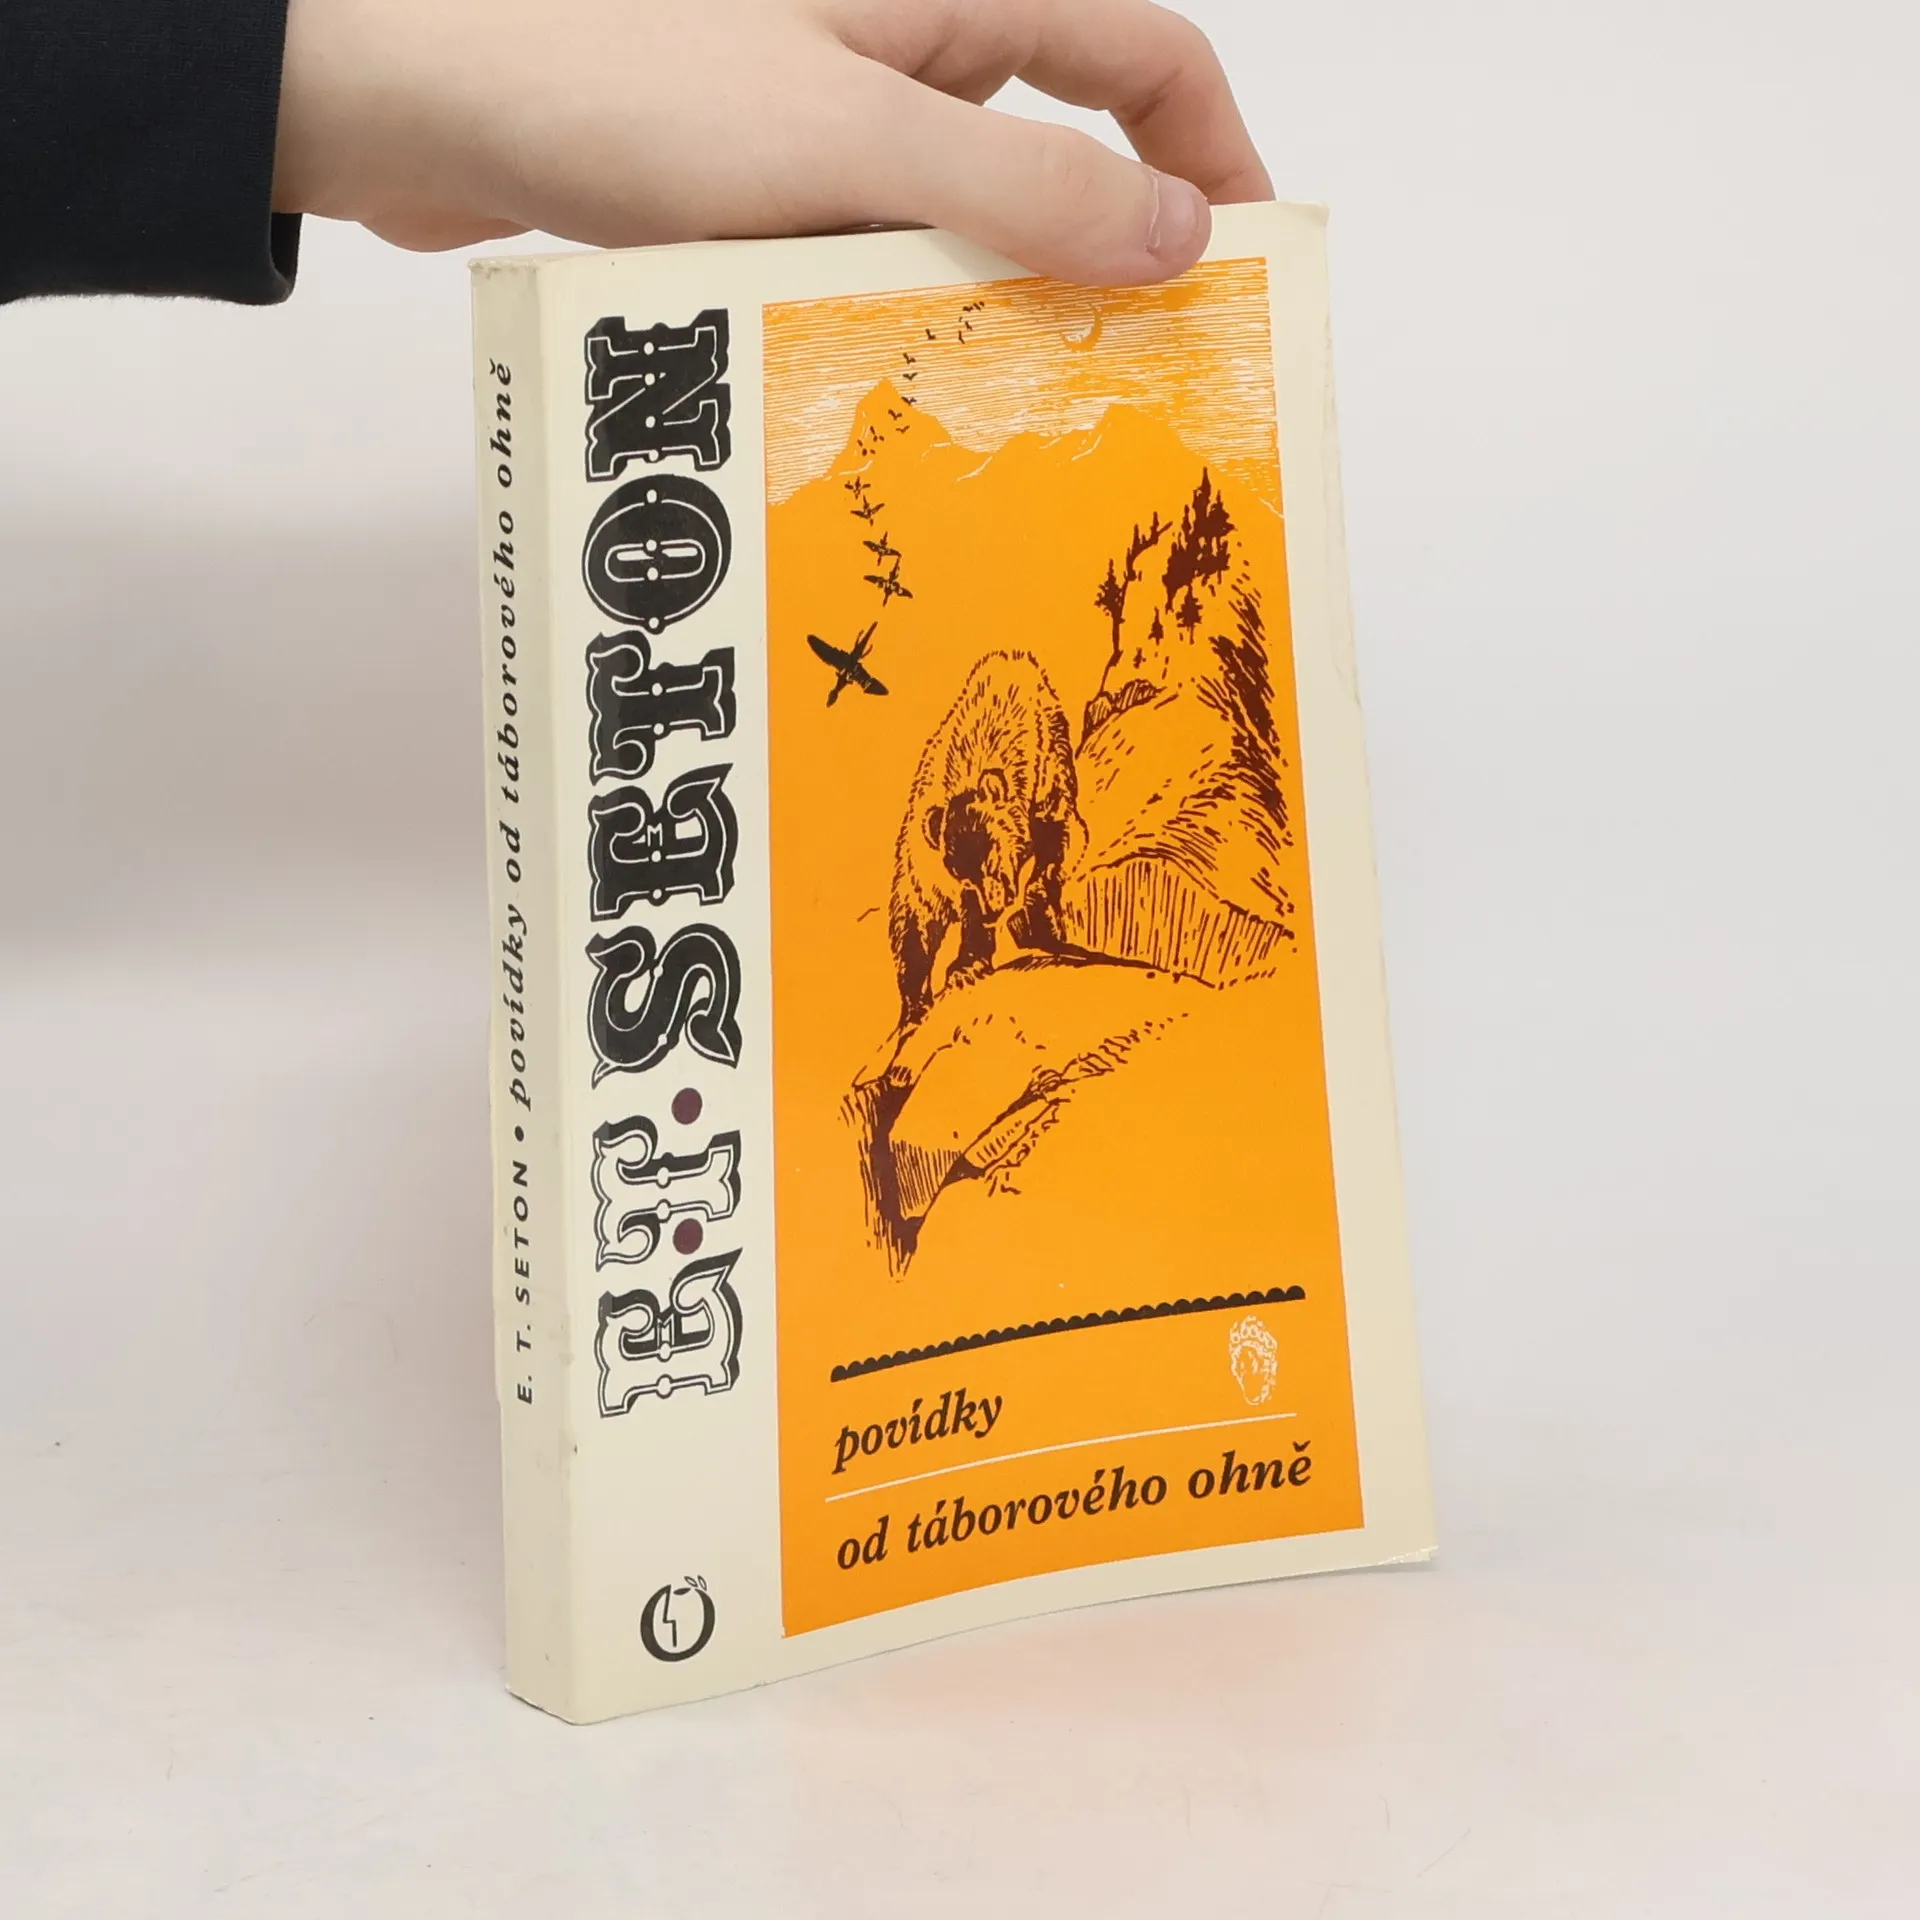 E. T. SETON • povídky od táborového ohně
E·T·SETON
povídky
od táborového ohně